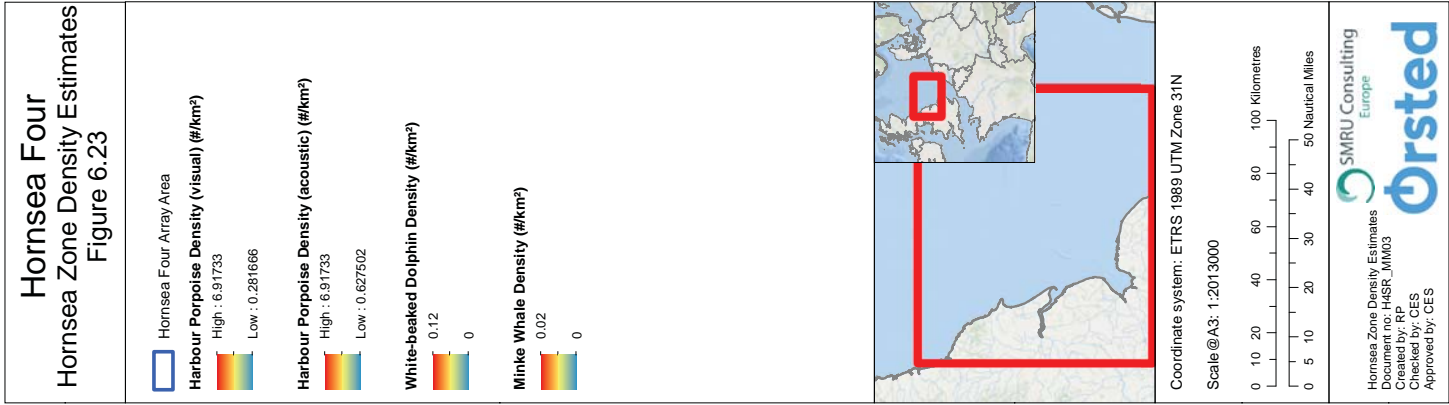 Hornsea Four
Hornsea Zone Density Estimates
Figure 6.23
Hornsea Four Array Area
Harbour Porpoise Density (visual) (#/km²)
High : 6.91733
Low : 0.281666
Harbour Porpoise Density (acoustic) (#/km²)
High : 6.91733
Low : 0.627502
White-beaked Dolphin Density (#/km²)
0.12
0
Minke Whale Density (#/km²)
0.02
0
Coordinate system: ETRS 1989 UTM Zone 31N
Scale@A3: 1:2013000
0 10 20 40 60 80 100 Kilometres
0 5 10 20 30 40 50 Nautical Miles
Hornsea Zone Density Estimates
Document no: H4SR_MM03
Created by: RP
Checked by: CES
Approved by: CES
SMRU Consulting
Europe
Orsted